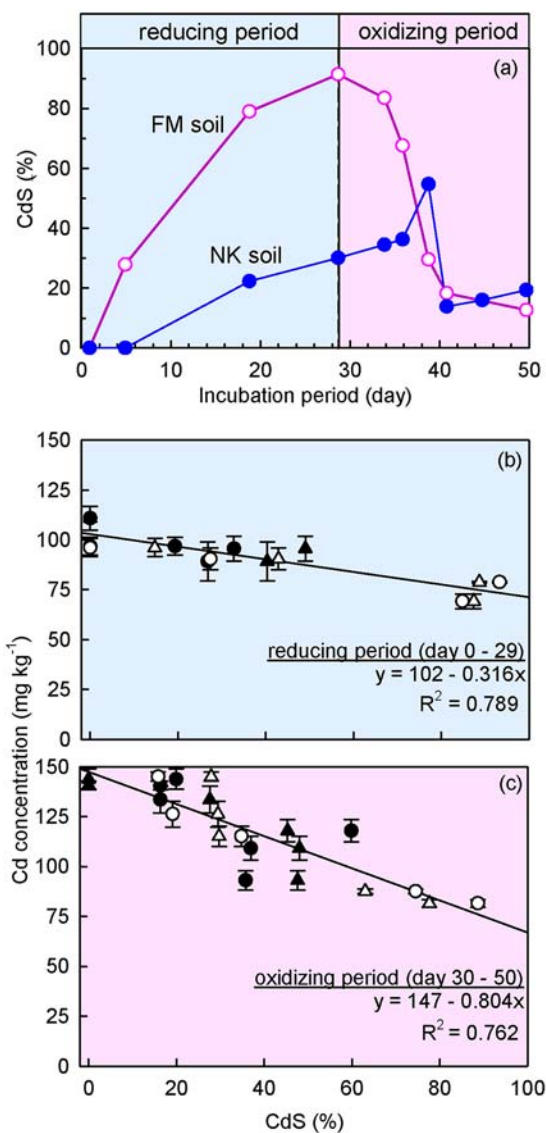 reducing period oxidizing period
100
(a)
80
FM soil
60
CdS (%)
40
NK soil
20
0
0 10 20 30 40 50
Incubation period (day)
150
(b)
125
100
75
50
reducing period (day 0 - 29)
y = 102 - 0.316x
25
R² = 0.789
0
Cd concentration (mg kg⁻¹)
150
(c)
125
100
75
50
oxidizing period (day 30 - 50)
y = 147 - 0.804x
25
R² = 0.762
0
0 20 40 60 80 100
CdS (%)